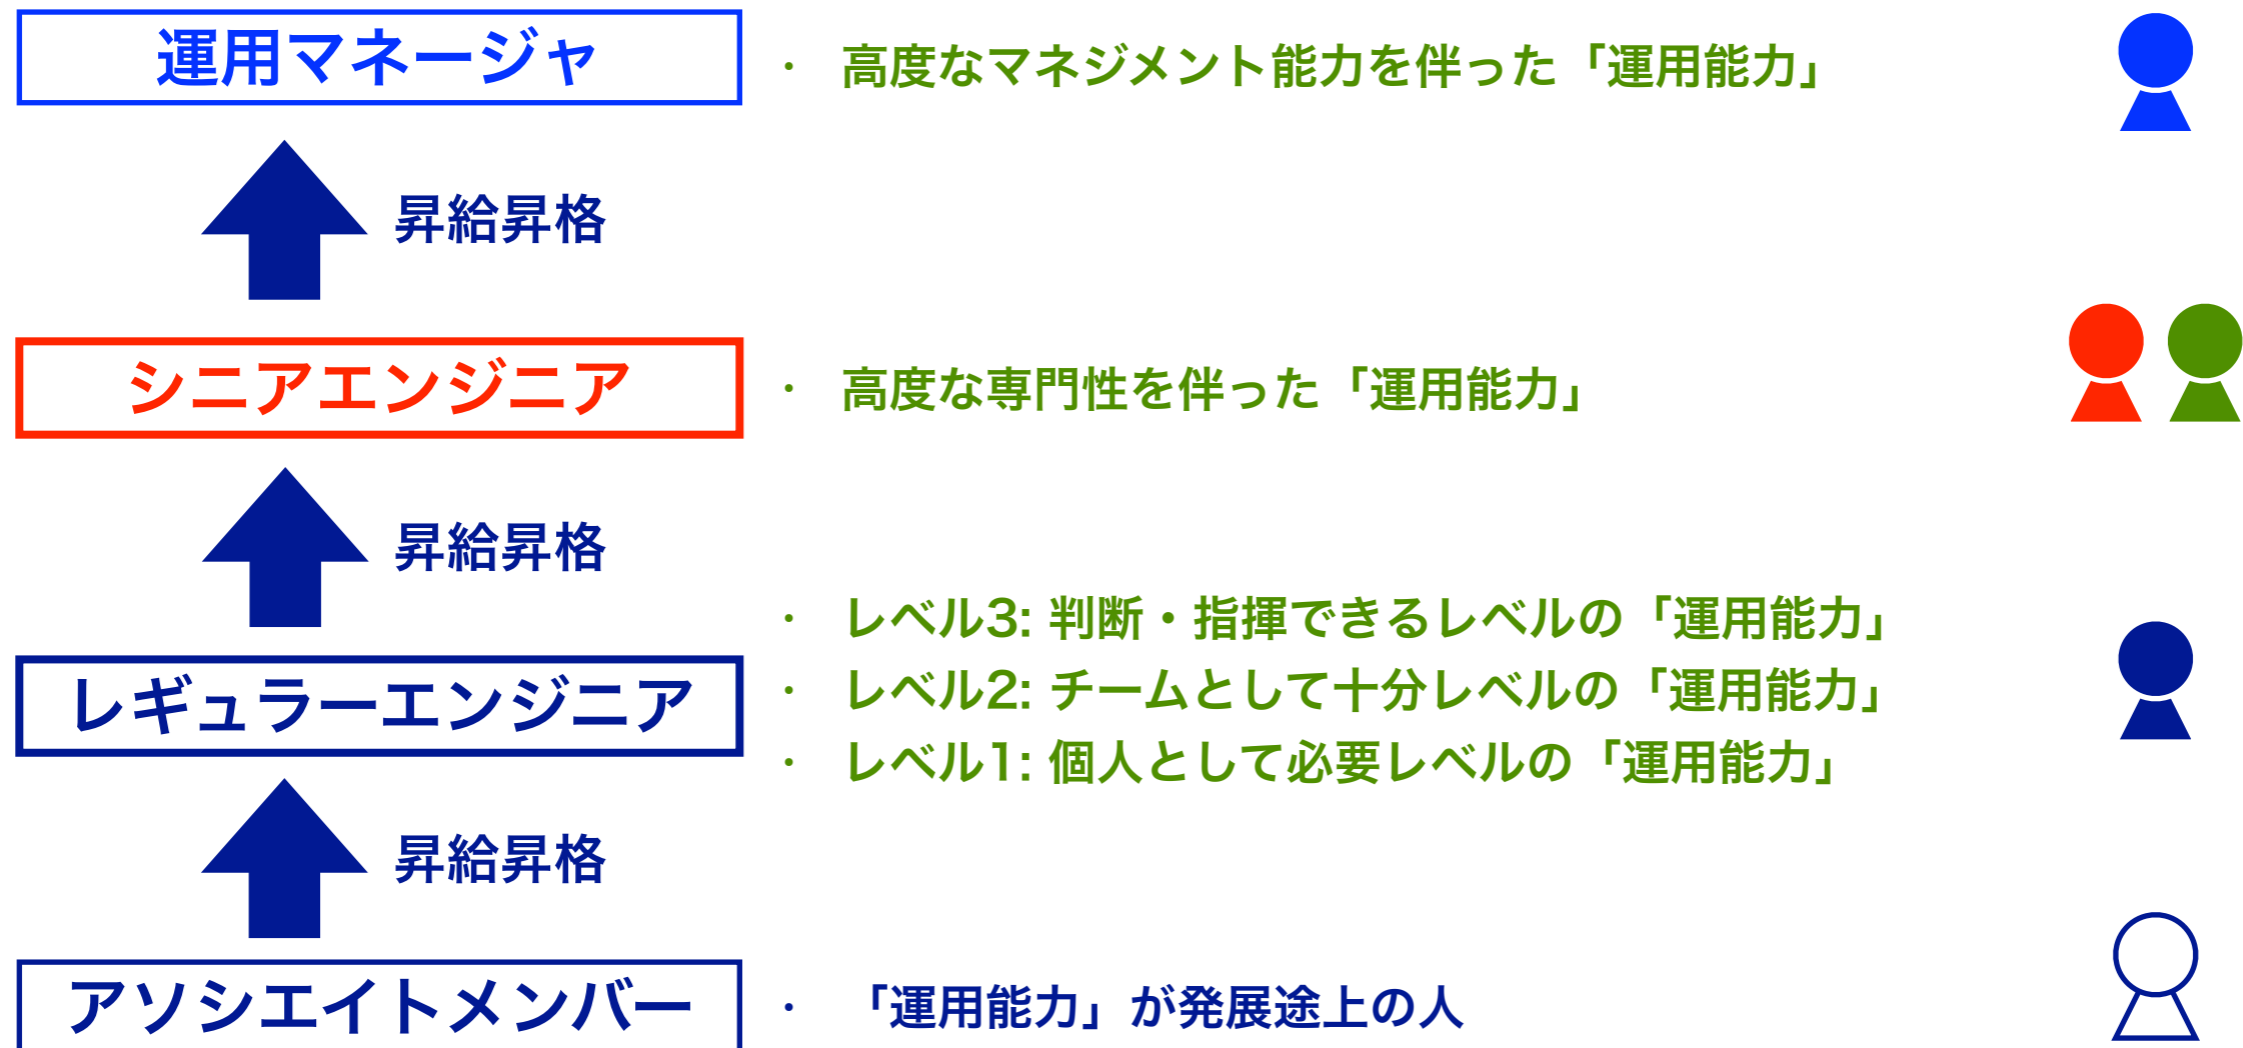 運用マネージャ
・ 高度なマネジメント能力を伴った「運用能力」
昇給昇格
シニアエンジニア
・ 高度な専門性を伴った「運用能力」
昇給昇格
・ レベル3: 判断・指揮できるレベルの「運用能力」
・ レベル2: チームとして十分レベルの「運用能力」
レギュラーエンジニア
・ レベル1: 個人として必要レベルの「運用能力」
昇給昇格
アソシエイトメンバー
・ 「運用能力」が発展途上の人